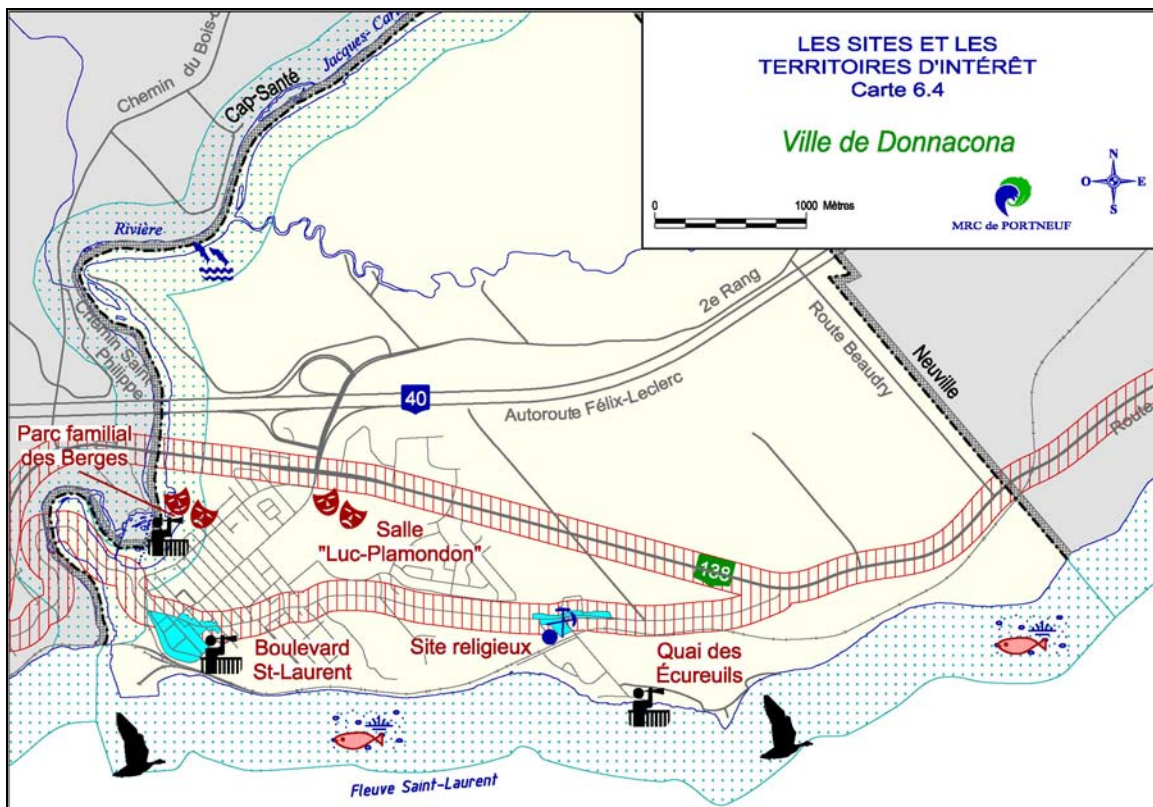 LES SITES ET LES
TERRITOIRES D'INTÉRÊT
Carte 6.4
Ville de Donnacona
0
1000 Mètres
MRC de PORTNEUF
N
O
E
S
Chemin
du Bois-d
Cap-Santé
Jacques-Cart
Rivière
Chemin Saint
Philippe
2e Rang
Route Beaudry
Neuville
40
Autoroute Félix-Leclerc
Route
Parc familial
des Berges
Salle
"Luc-Plamondon"
138
Boulevard
St-Laurent
Site religieux
Quai des
Écureuils
Fleuve Saint-Laurent